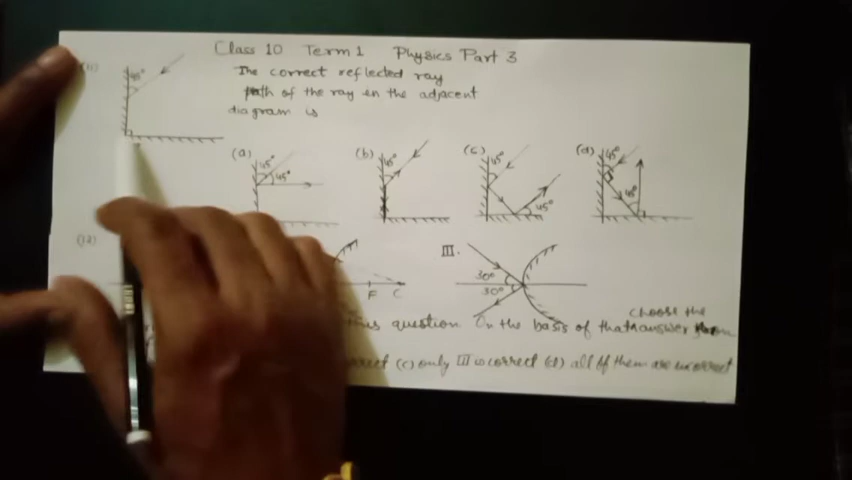 Class 10 Term 1 Physics Part 3
(11) 45° The correct reflected ray
path of the ray in the adjacent
diagram is
(a) 45° 45° (b) 45° (c) 45° 45° (d) 45° 45°
(12) F C III. 30° 30°
choose the
question On the basis of that answer
(c) only III is correct (d) all of them are incorrect